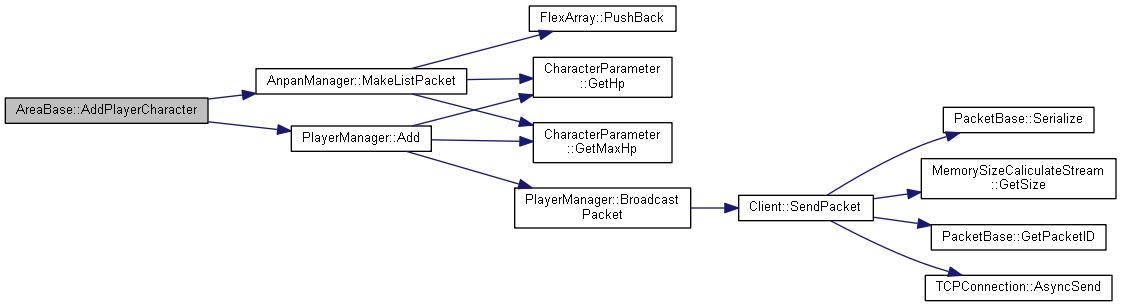 AreaBase::AddPlayerCharacter
AnpanManager::MakeListPacket
PlayerManager::Add
FlexArray::PushBack
CharacterParameter
::GetHp
CharacterParameter
::GetMaxHp
PlayerManager::Broadcast
Packet
Client::SendPacket
PacketBase::Serialize
MemorySizeCaliculateStream
::GetSize
PacketBase::GetPacketID
TCPConnection::AsyncSend